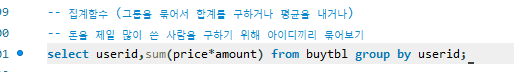 99 -- 집계함수 (그룹을 묶어서 합계를 구하거나 평균을 내거나)
00 -- 돈을 제일 많이 쓴 사람을 구하기 위해 아이디끼리 묶어보기
01 select userid,sum(price*amount) from buytbl group by userid;